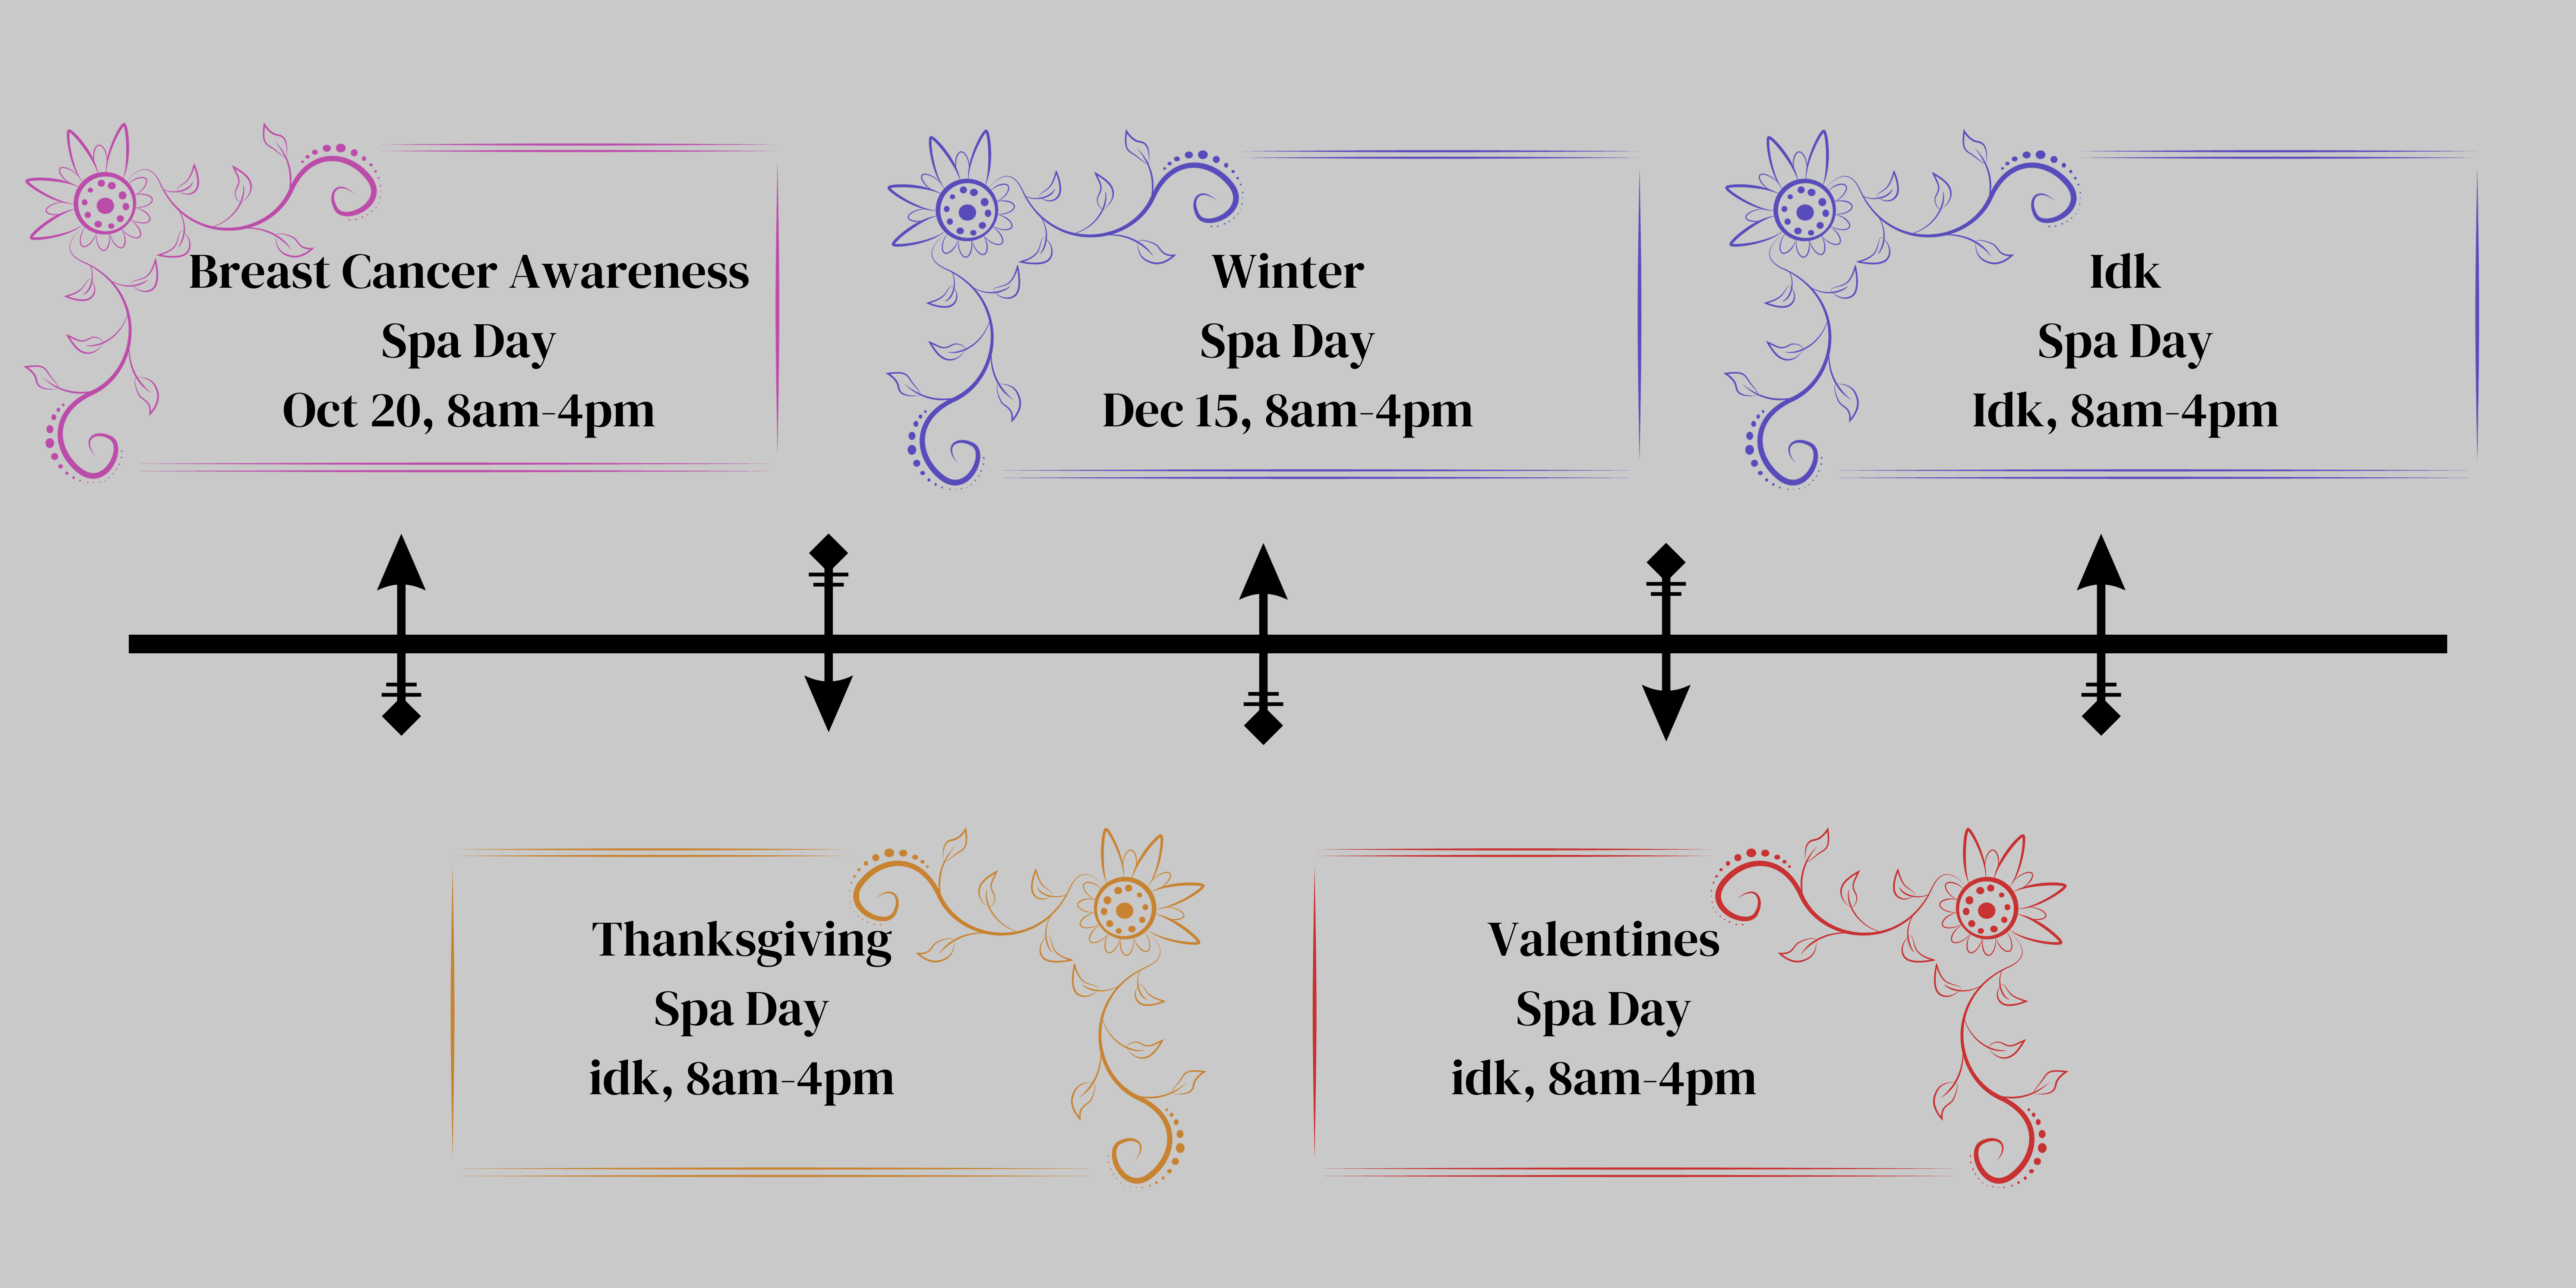 Breast Cancer Awareness
Spa Day
Oct 20, 8am-4pm
Winter
Spa Day
Dec 15, 8am-4pm
Idk
Spa Day
Idk, 8am-4pm
Thanksgiving
Spa Day
idk, 8am-4pm
Valentines
Spa Day
idk, 8am-4pm